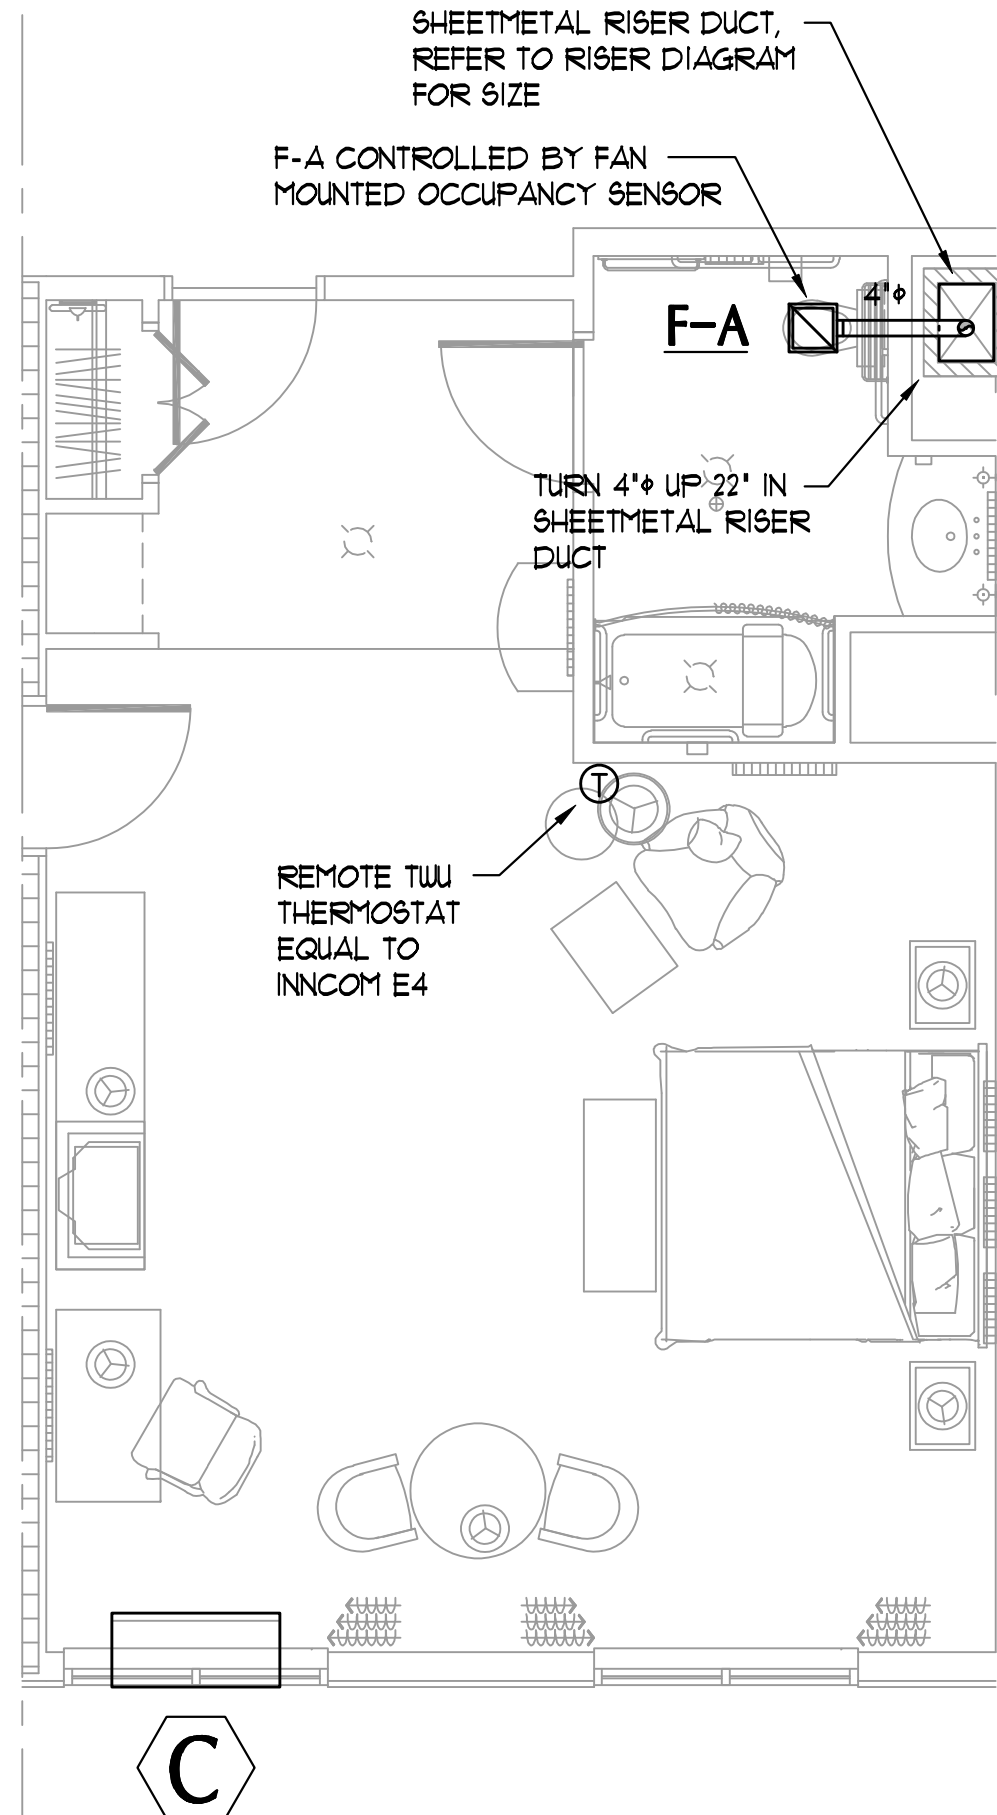 SHEETMETAL RISER DUCT,
REFER TO RISER DIAGRAM
FOR SIZE
F-A CONTROLLED BY FAN
MOUNTED OCCUPANCY SENSOR
4"φ
F-A
TURN 4"φ UP 22" IN
SHEETMETAL RISER
DUCT
T
REMOTE TWU
THERMOSTAT
EQUAL TO
INNCOM E4
C